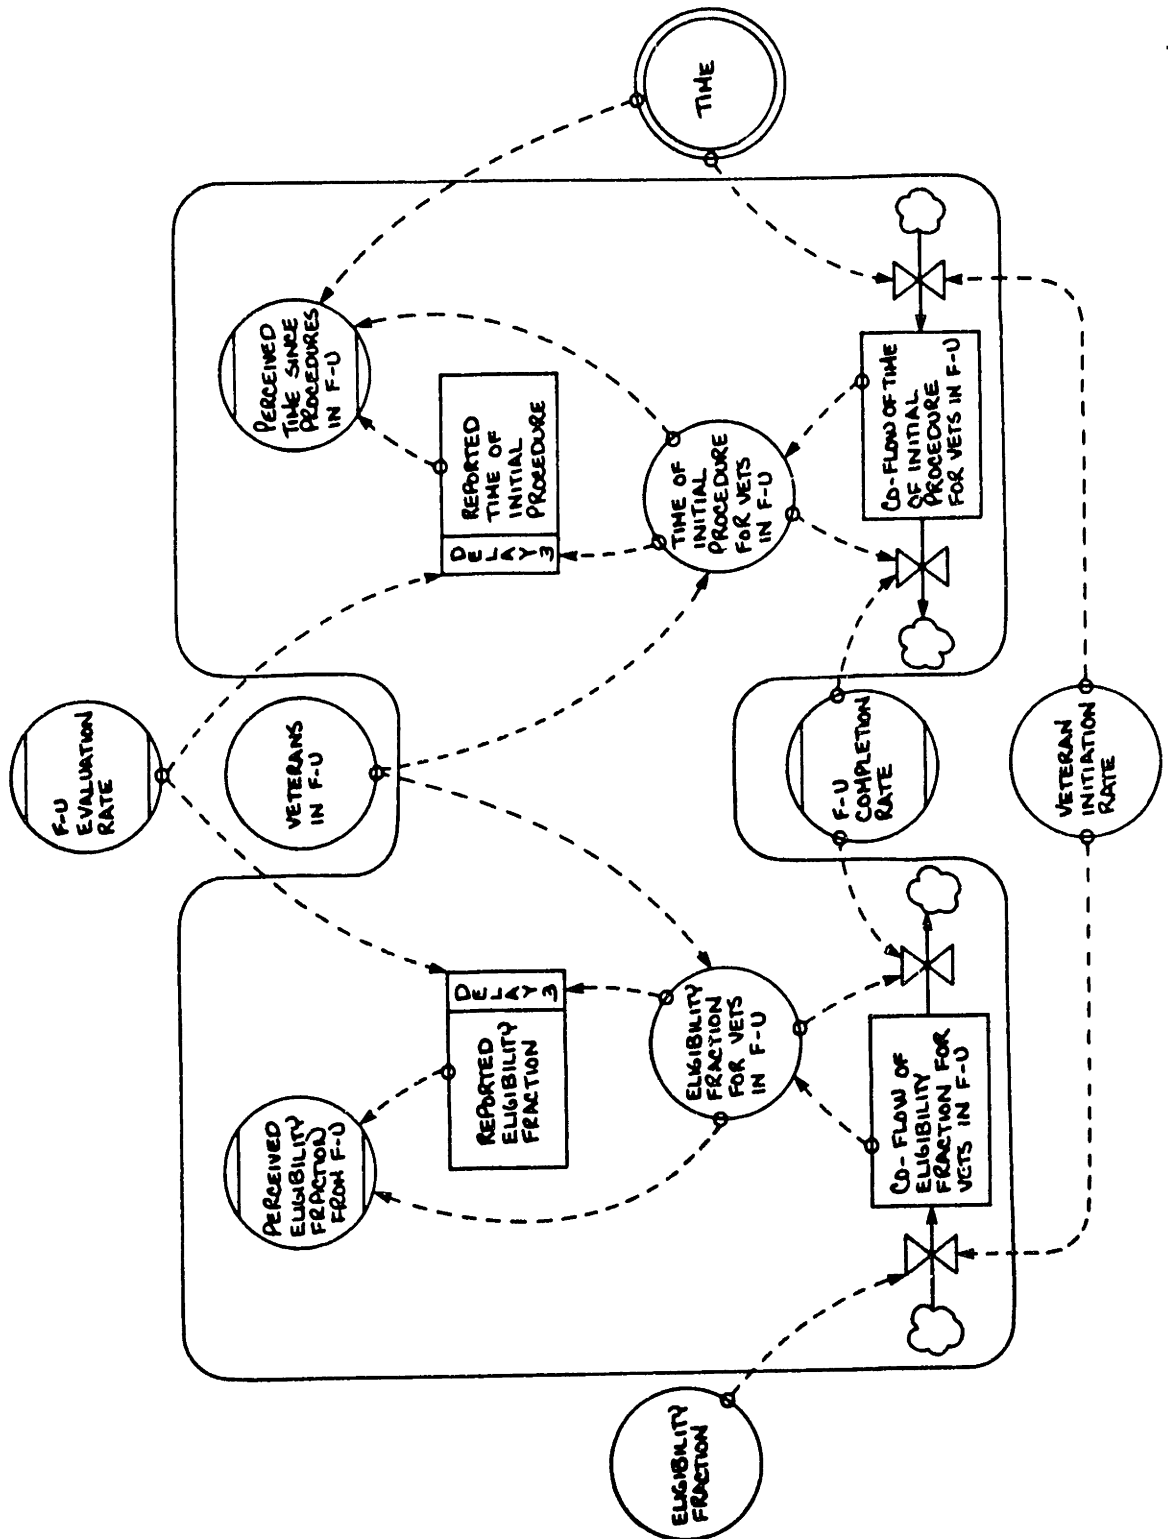 F-U
EVALUATION
RATE
VETERANS
IN F-U
PERCEIVED
ELIGIBILITY
FRACTION
FROM F-U
REPORTED
ELIGIBILITY
FRACTION
DELAY 3
ELIGIBILITY
FRACTION
FOR VETS
IN F-U
CO-FLOW OF
ELIGIBILITY
FRACTION FOR
VETS IN F-U
ELIGIBILITY
FRACTION
PERCEIVED
TIME SINCE
PROCEDURES
IN F-U
DELAY 3
REPORTED
TIME OF
INITIAL
PROCEDURE
TIME OF
INITIAL
PROCEDURE
FOR VETS
IN F-U
CO-FLOW OF TIME
OF INITIAL
PROCEDURE
FOR VETS IN F-U
TIME
F-U
COMPLETION
RATE
VETERAN
INITIATION
RATE